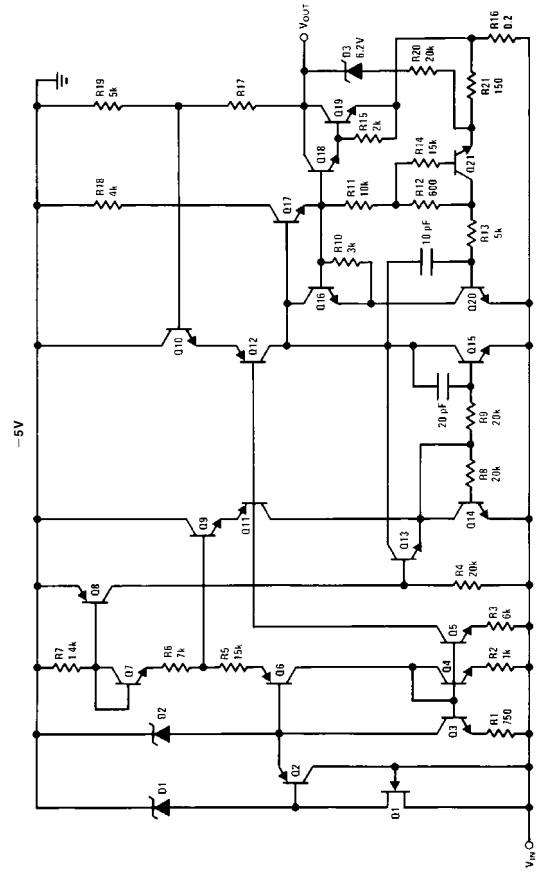 −5V
R19
5k
R18
4k
R17
VOUT
D3
6.2V
R20
20k
R16
0.2
R21
150
Q19
R15
2k
Q18
Q17
R14
15k
R11
10k
R12
600
Q21
R13
5k
10 pF
R10
3k
Q16
Q20
Q10
Q12
Q15
20 pF
R9
20k
R8
20k
Q14
Q9
Q11
Q13
Q8
R4
20k
R7
1.4k
Q7
R6
7k
R5
15k
Q6
Q5
R3
6k
Q4
R2
1k
Q3
R1
750
D2
Q2
D1
Q1
VIN